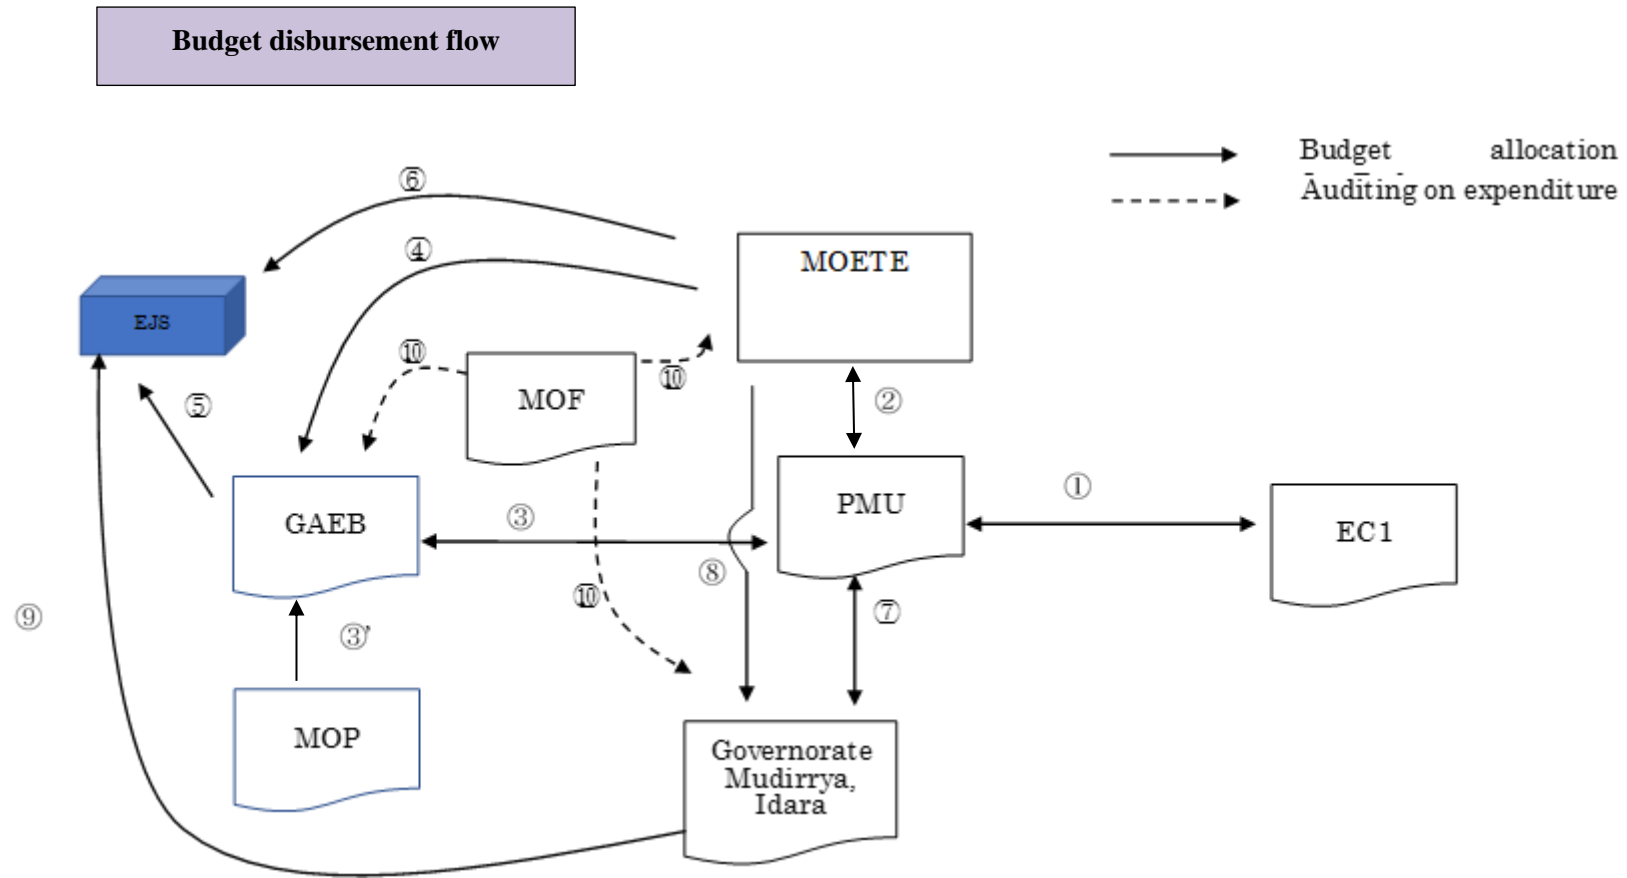 Budget disbursement flow
Budget allocation
Auditing on expenditure
⑥
④
MOETE
EJS
⑩
⑩
MOF
②
⑤
①
PMU
③
GAEB
EC1
⑧
⑩
⑦
⑨
③'
MOP
Governorate
Mudirrya,
Idara